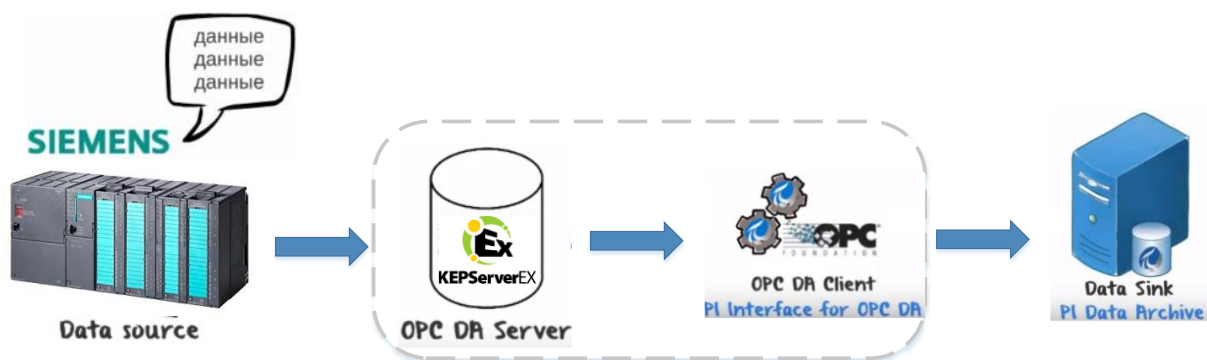 данные
данные
данные
SIEMENS
Data source
Ex
KEPServerEX
OPC DA Server
OPC
FOUNDATION
OPC DA Client
PI Interface for OPC DA
Data Sink
PI Data Archive